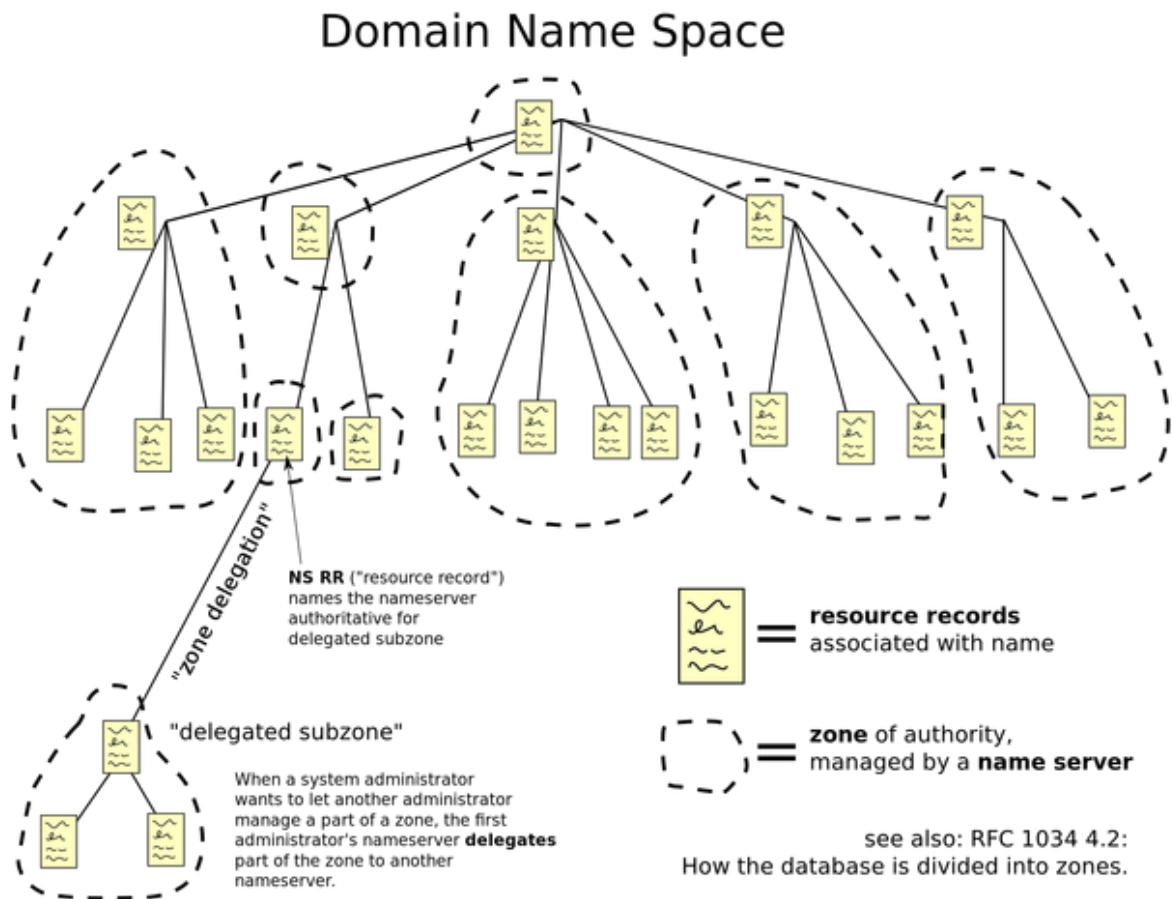 Domain Name Space
"zone delegation"
NS RR ("resource record")
names the nameserver
authoritative for
delegated subzone
resource records
associated with name
"delegated subzone"
zone of authority,
managed by a name server
When a system administrator
wants to let another administrator
manage a part of a zone, the first
administrator's nameserver delegates
part of the zone to another
nameserver.
see also: RFC 1034 4.2:
How the database is divided into zones.